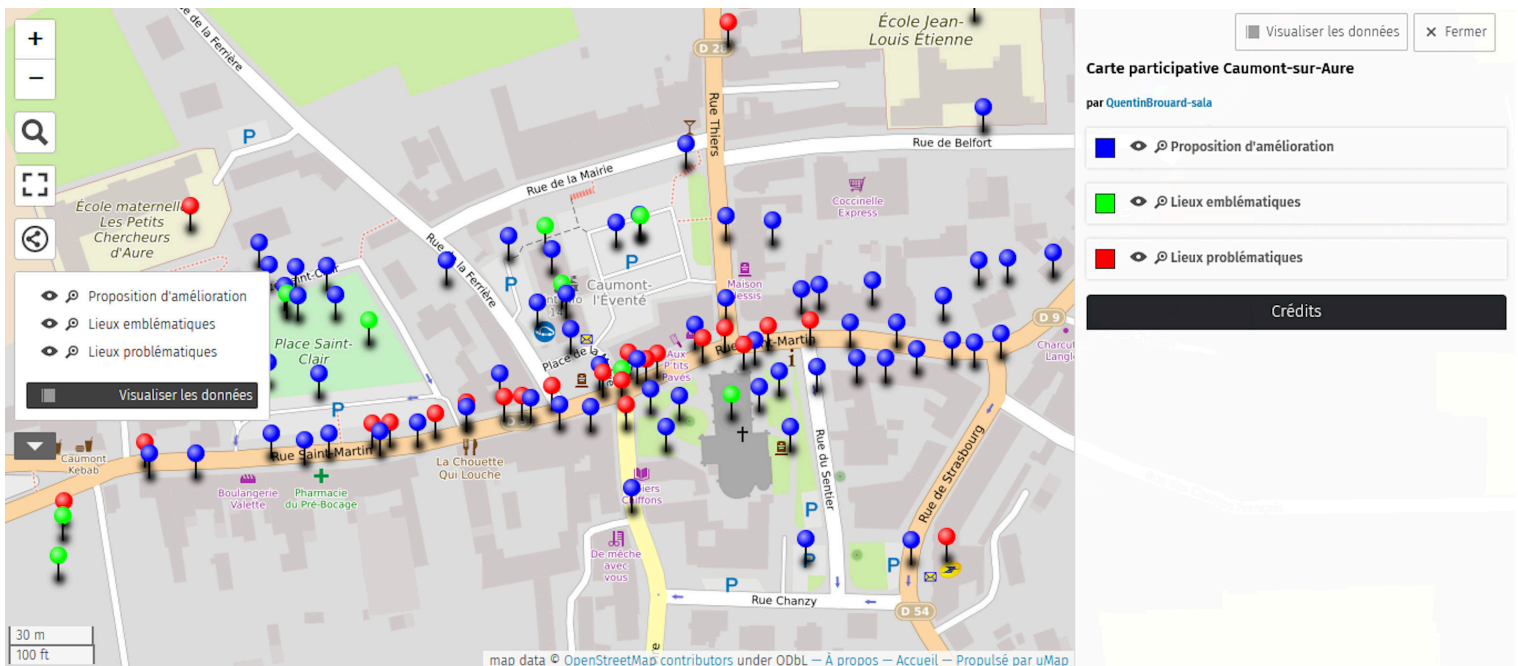 +
−
Rue de la Ferrière
D 28
École Jean-
Louis Étienne
P
Rue Thiers
Rue de Belfort
Rue de la Mairie
École maternelle
Les Petits
Chercheurs
d'Aure
Coccinelle
Express
Rue de la Ferrière
P
P
Caumont-
l'Éventé
Maison
D 9
Proposition d'amélioration
Lieux emblématiques
Lieux problématiques
Visualiser les données
Place Saint-
Clair
Place de la
Aux
P'tits
Pavés
P
Rue Saint-Martin
Caumont
Kebab
Boulangerie
Valette
Pharmacie
du Pré-Bocage
La Chouette
Qui Louche
Rue du Sentier
Rue de Strasbourg
De mèche
avec
vous
P
P
P
P
Rue Chanzy
D 54
30 m
100 ft
map data © OpenStreetMap contributors under ODbL — À propos — Accueil — Propulsé par uMap
Visualiser les données
× Fermer
Carte participative Caumont-sur-Aure
par QuentinBrouard-sala
Proposition d'amélioration
Lieux emblématiques
Lieux problématiques
Crédits